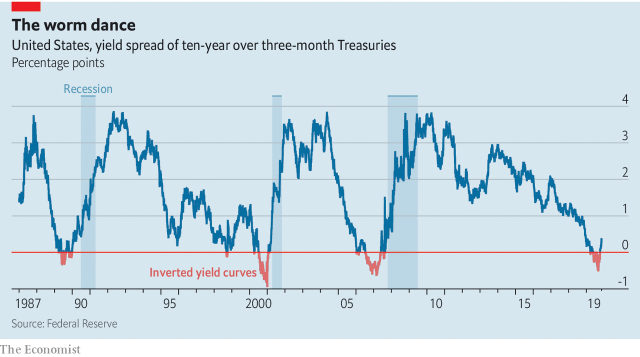 The worm dance
United States, yield spread of ten-year over three-month Treasuries
Percentage points
Recession
4
3
2
1
0
-1
Inverted yield curves
1987 90 95 2000 05 10 15 19
Source: Federal Reserve
The Economist